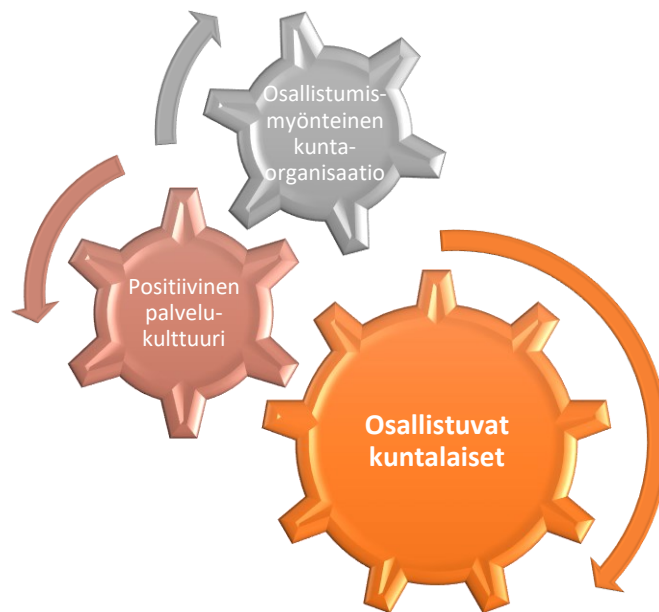 Osallistumis-
myönteinen
kunta-
organisaatio
Positiivinen
palvelu-
kulttuuri
Osallistuvat
kuntalaiset